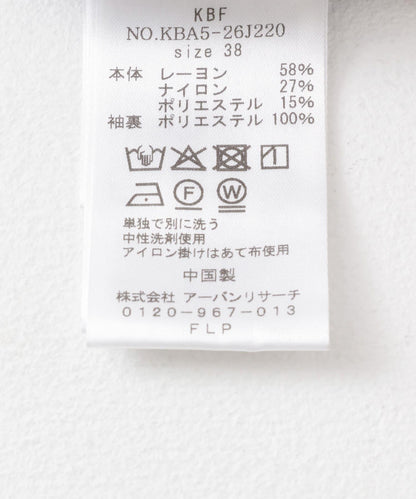 KBF
NO.KBA5-26J220
size 38
本体 レーヨン 58%
ナイロン 27%
ポリエステル 15%
袖裏 ポリエステル 100%
F W
単独で別に洗う
中性洗剤使用
アイロン掛けはあて布使用
中国製
株式会社 アーバンリサーチ
0120-967-013
FLP